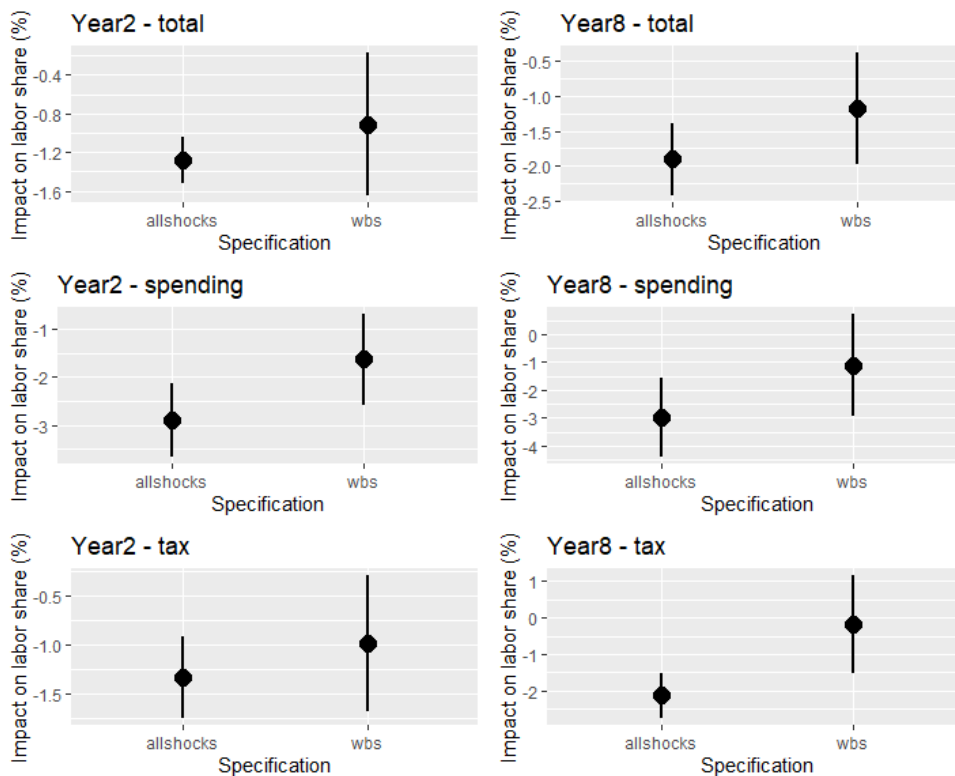 Year2 - total
Impact on labor share (%)
-0.4
-0.8
-1.2
-1.6
allshocks
wbs
Specification
Year8 - total
Impact on labor share (%)
-0.5
-1.0
-1.5
-2.0
-2.5
allshocks
wbs
Specification
Year2 - spending
Impact on labor share (%)
-1
-2
-3
allshocks
wbs
Specification
Year8 - spending
Impact on labor share (%)
0
-1
-2
-3
-4
allshocks
wbs
Specification
Year2 - tax
Impact on labor share (%)
-0.5
-1.0
-1.5
allshocks
wbs
Specification
Year8 - tax
Impact on labor share (%)
1
0
-1
-2
allshocks
wbs
Specification